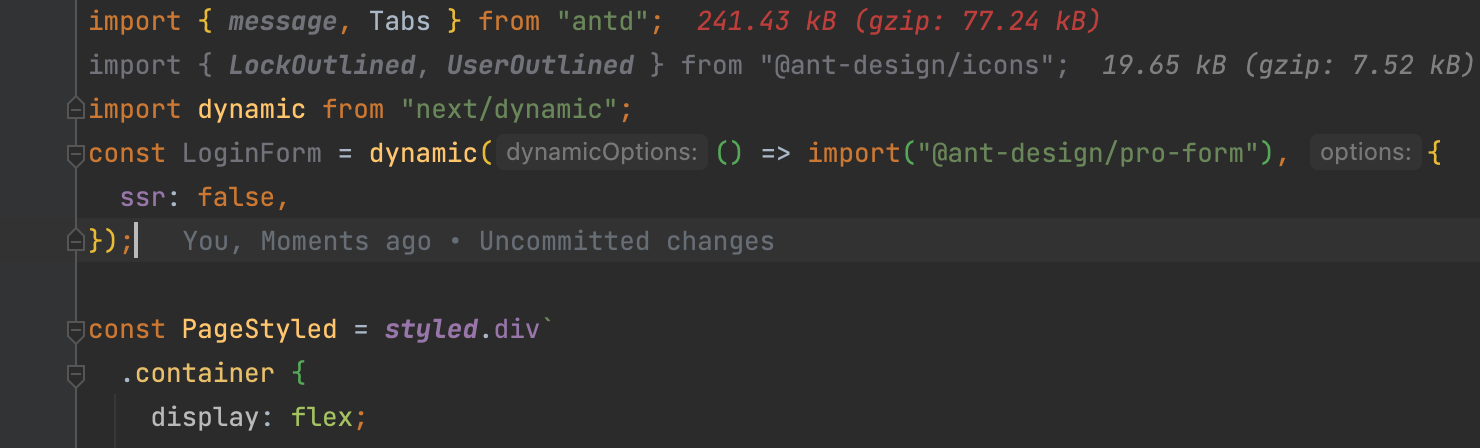 import { message, Tabs } from "antd"; 241.43 kB (gzip: 77.24 kB)
import { LockOutlined, UserOutlined } from "@ant-design/icons"; 19.65 kB (gzip: 7.52 kB)
import dynamic from "next/dynamic";
const LoginForm = dynamic( dynamicOptions: () => import("@ant-design/pro-form"), options: {
  ssr: false,
}); You, Moments ago • Uncommitted changes
const PageStyled = styled.div`
  .container {
    display: flex;